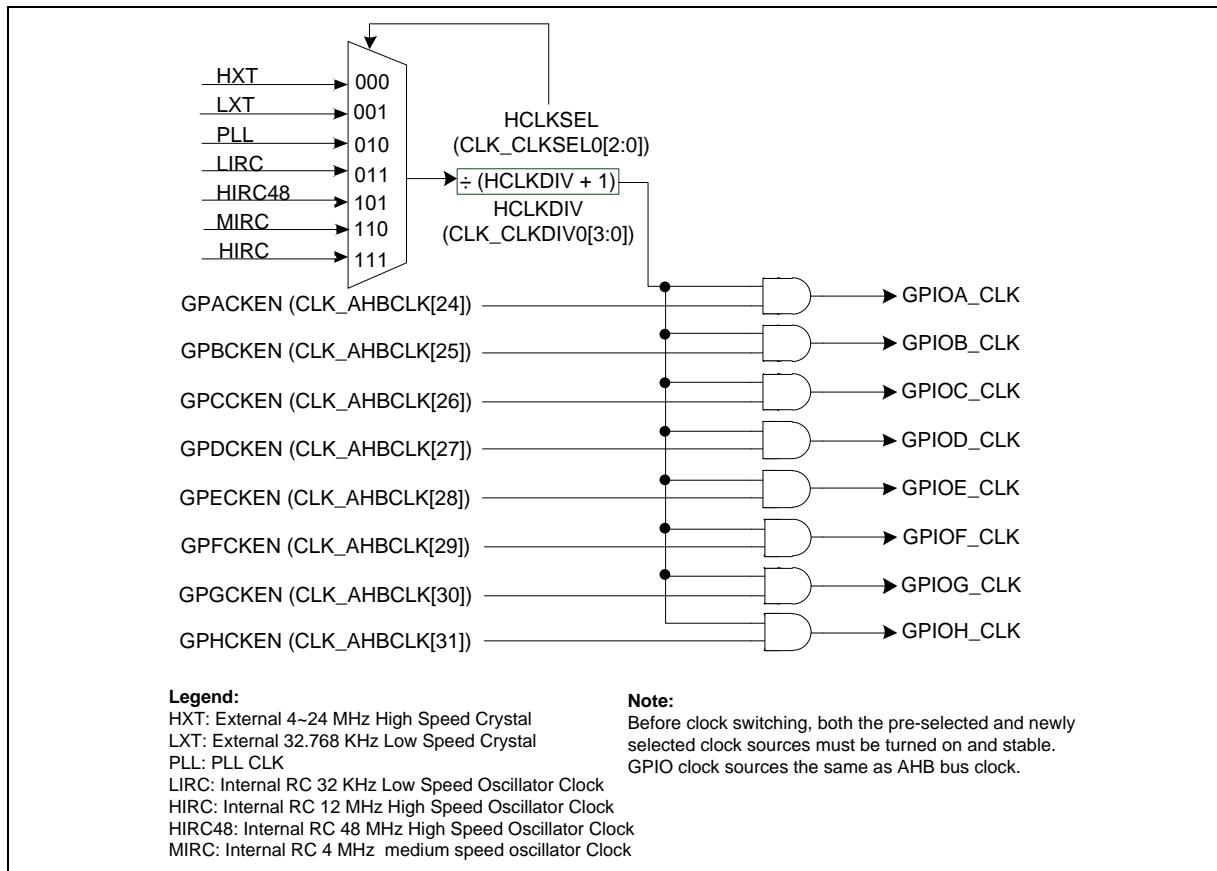 HXT
000
LXT
001
PLL
010
LIRC
011
HIRC48
101
MIRC
110
HIRC
111
HCLKSEL
(CLK_CLKSEL0[2:0])
÷ (HCLKDIV + 1)
HCLKDIV
(CLK_CLKDIV0[3:0])
GPACKEN (CLK_AHBCLK[24])
GPIOA_CLK
GPBCKEN (CLK_AHBCLK[25])
GPIOB_CLK
GPCCKEN (CLK_AHBCLK[26])
GPIOC_CLK
GPDCKEN (CLK_AHBCLK[27])
GPIOD_CLK
GPECKEN (CLK_AHBCLK[28])
GPIOE_CLK
GPFCKEN (CLK_AHBCLK[29])
GPIOF_CLK
GPGCKEN (CLK_AHBCLK[30])
GPIOG_CLK
GPHCKEN (CLK_AHBCLK[31])
GPIOH_CLK
Legend:
HXT: External 4~24 MHz High Speed Crystal
LXT: External 32.768 KHz Low Speed Crystal
PLL: PLL CLK
LIRC: Internal RC 32 KHz Low Speed Oscillator Clock
HIRC: Internal RC 12 MHz High Speed Oscillator Clock
HIRC48: Internal RC 48 MHz High Speed Oscillator Clock
MIRC: Internal RC 4 MHz  medium speed oscillator Clock
Note:
Before clock switching, both the pre-selected and newly
selected clock sources must be turned on and stable.
GPIO clock sources the same as AHB bus clock.